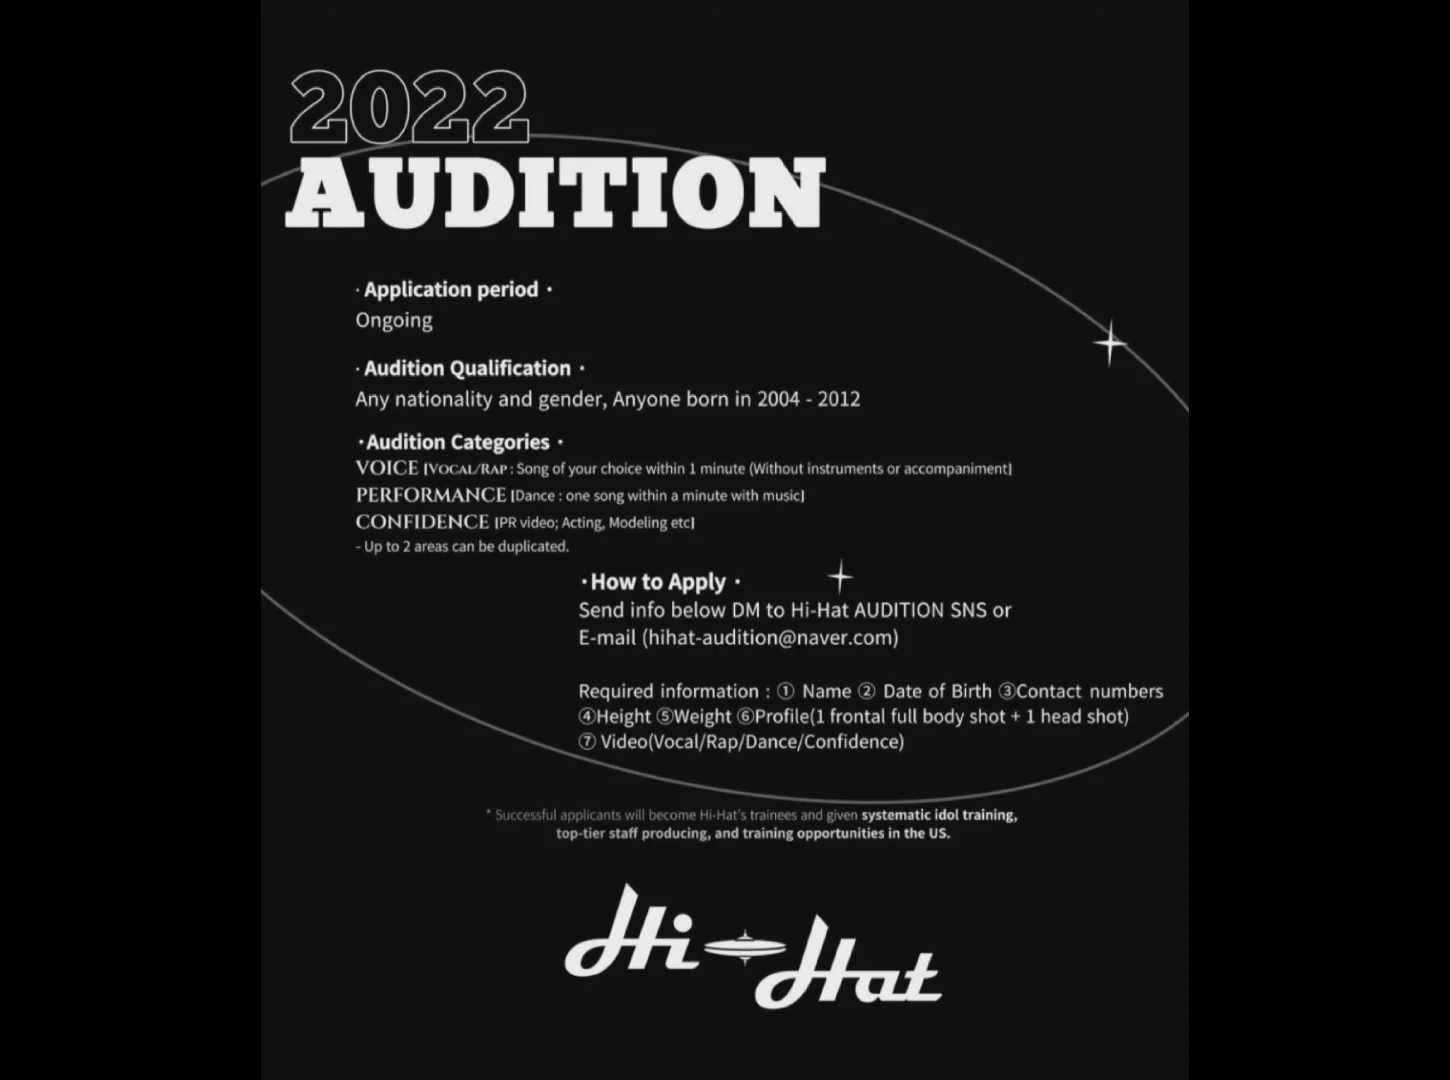 2022
AUDITION
· Application period ·
Ongoing
· Audition Qualification ·
Any nationality and gender, Anyone born in 2004 - 2012
·Audition Categories ·
VOICE [VOCAL/RAP : Song of your choice within 1 minute (Without instruments or accompaniment]
PERFORMANCE [Dance : one song within a minute with music]
CONFIDENCE [PR video; Acting, Modeling etc]
- Up to 2 areas can be duplicated.
·How to Apply ·
Send info below DM to Hi-Hat AUDITION SNS or
E-mail (hihat-audition@naver.com)
Required information : ① Name ② Date of Birth ③Contact numbers
④Height ⑤Weight ⑥Profile(1 frontal full body shot + 1 head shot)
⑦ Video(Vocal/Rap/Dance/Confidence)
* Successful applicants will become Hi-Hat's trainees and given systematic idol training,
top-tier staff producing, and training opportunities in the US.
Hi-Hat